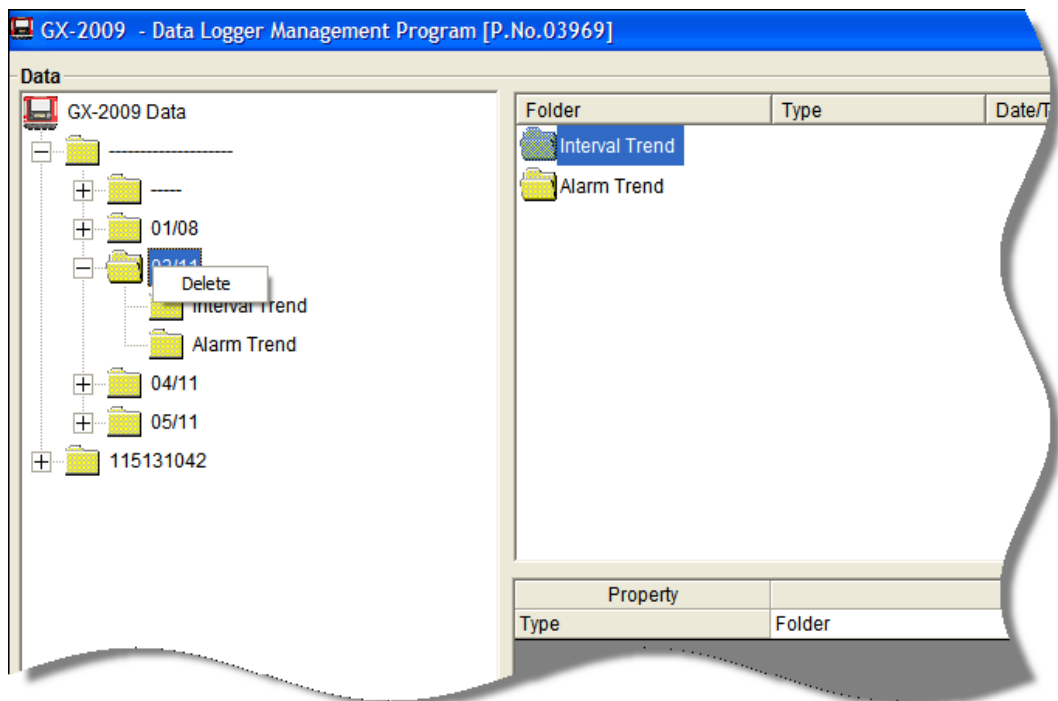 GX-2009 - Data Logger Management Program [P.No.03969]
Data
GX-2009 Data
--------------------
-----
01/08
Delete
Interval Trend
Alarm Trend
04/11
05/11
115131042
Folder Type Date/T
Interval Trend
Alarm Trend
Property
Type Folder